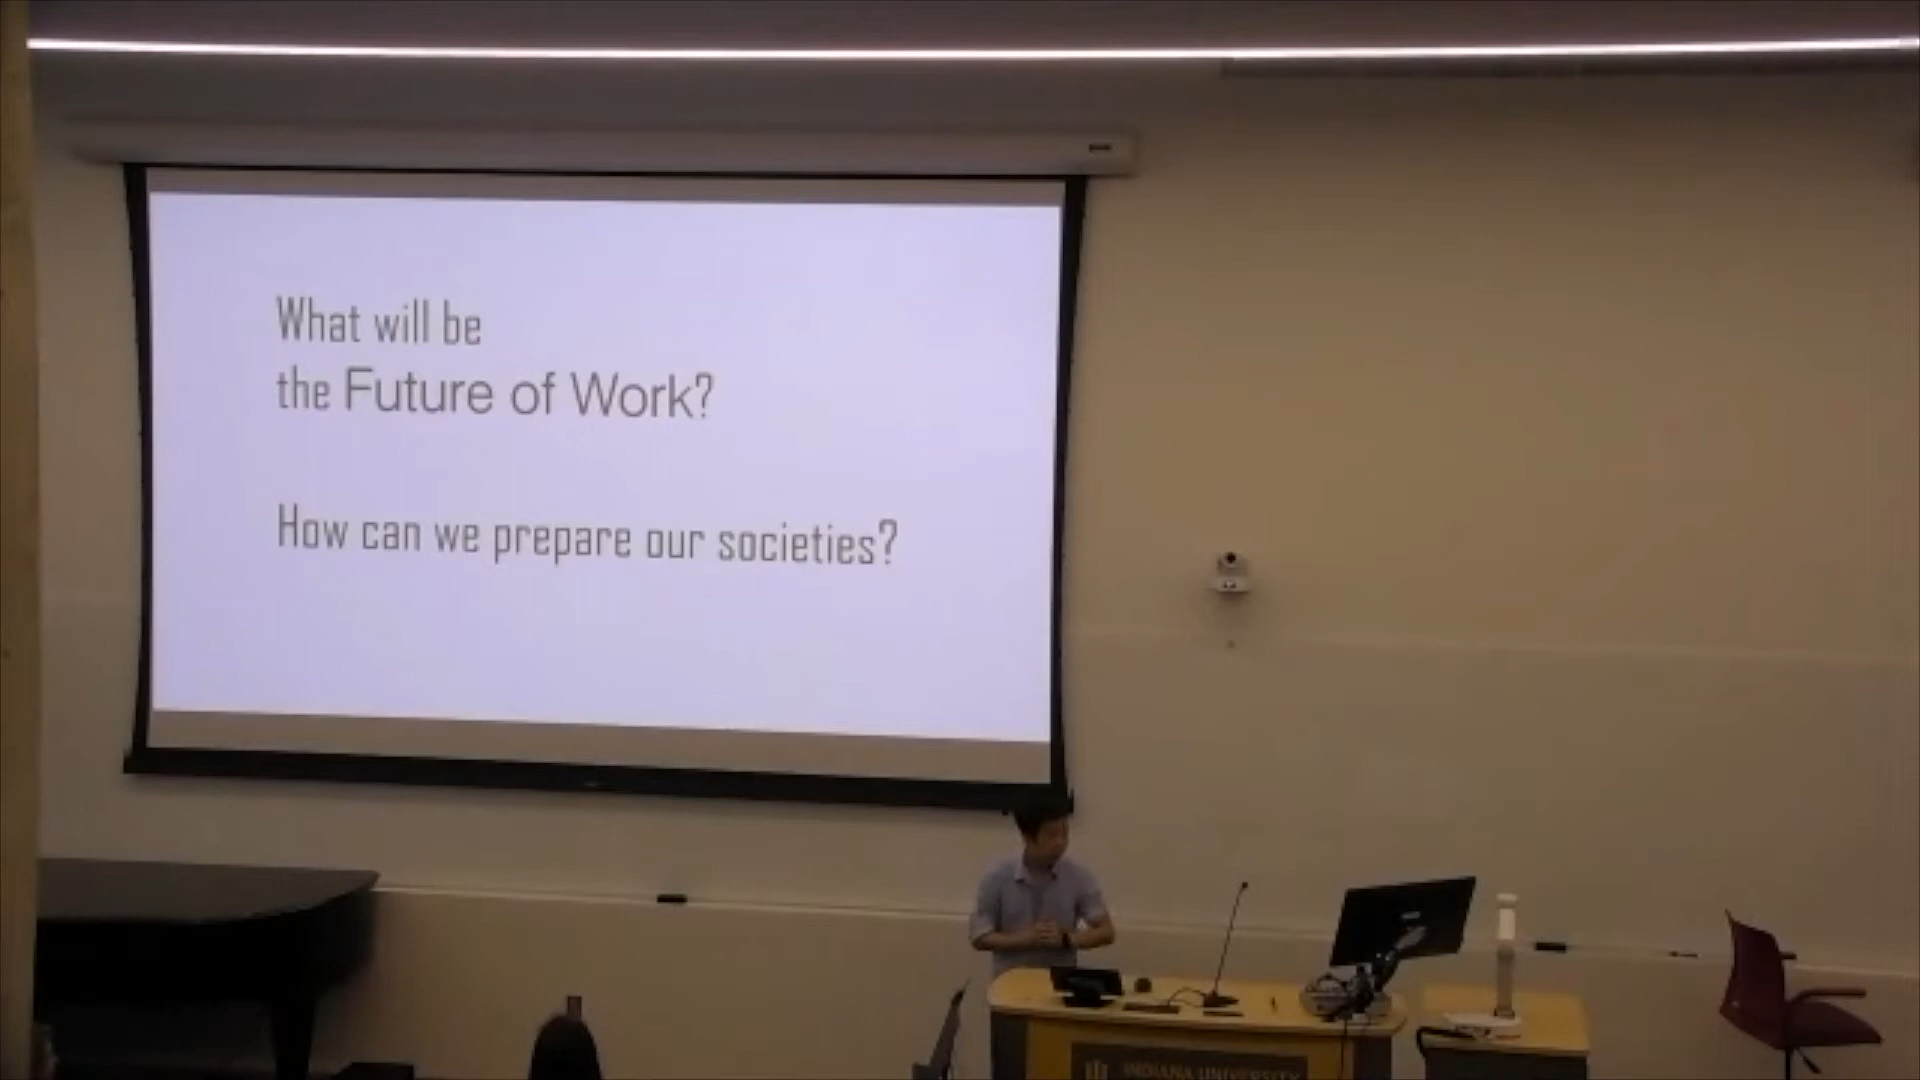 What will be
the Future of Work?
How can we prepare our societies?
INDIANA UNIVERSITY